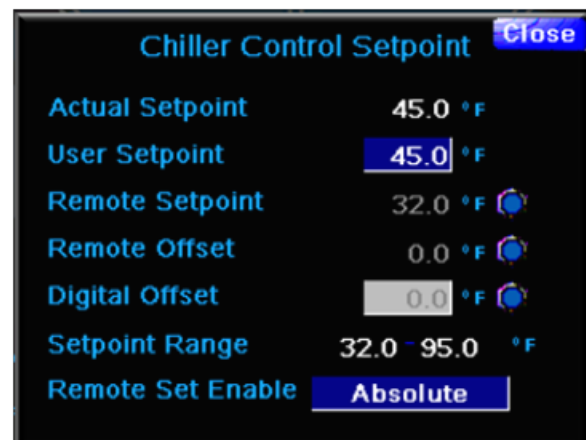 Chiller Control Setpoint Close
Actual Setpoint 45.0 °F
User Setpoint 45.0 °F
Remote Setpoint 32.0 °F
Remote Offset 0.0 °F
Digital Offset 0.0 °F
Setpoint Range 32.0 - 95.0 °F
Remote Set Enable Absolute